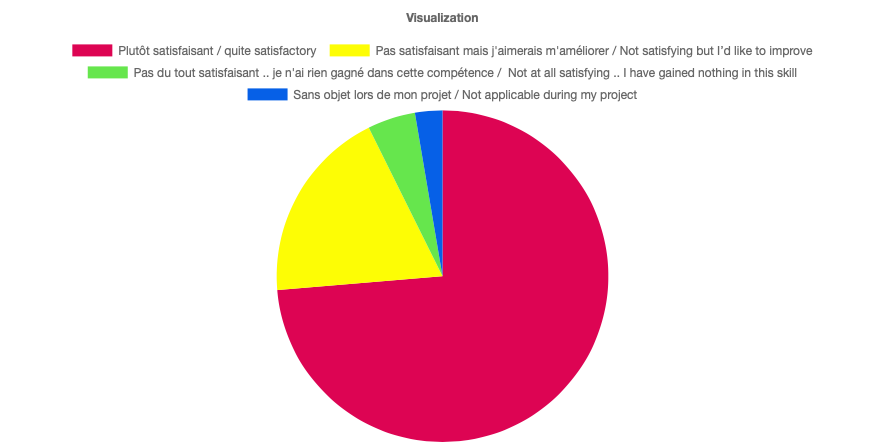 Visualization
Plutôt satisfaisant / quite satisfactory Pas satisfaisant mais j'aimerais m'améliorer / Not satisfying but I'd like to improve
Pas du tout satisfaisant .. je n'ai rien gagné dans cette compétence /  Not at all satisfying .. I have gained nothing in this skill
Sans objet lors de mon projet / Not applicable during my project